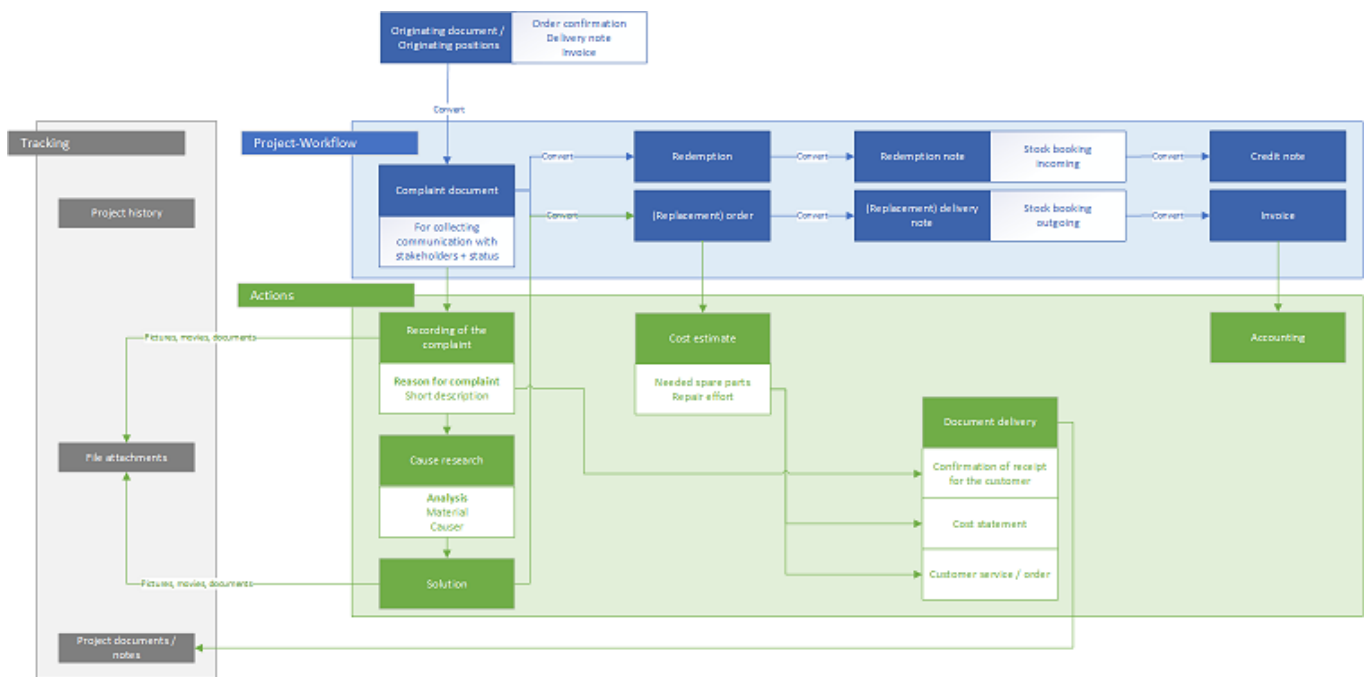 Originating document /
Originating positions
Order confirmation
Delivery note
Invoice
Convert
Tracking
Project-Workflow
Project history
Complaint document
For collecting
communication with
stakeholders + status
Convert
Redemption
Convert
Redemption note
Stock booking
incoming
Convert
Credit note
Convert
(Replacement) order
Convert
(Replacement) delivery
note
Stock booking
outgoing
Convert
Invoice
Actions
Recording of the
complaint
Reason for complaint
Short description
Pictures, movies, documents
Cost estimate
Needed spare parts
Repair effort
Accounting
File attachments
Cause research
Analysis
Material
Causer
Document delivery
Confirmation of receipt
for the customer
Cost statement
Customer service / order
Solution
Pictures, movies, documents
Project documents /
notes